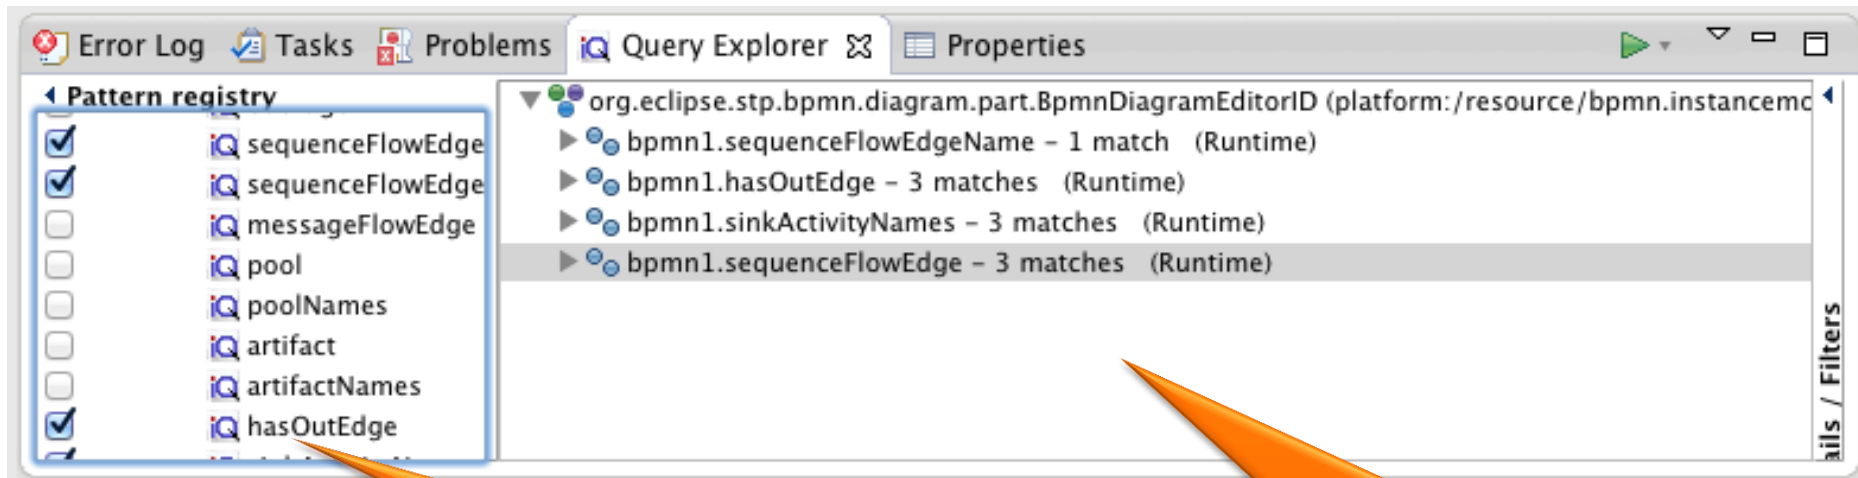 Error Log Tasks Problems Query Explorer Properties
Pattern registry
sequenceFlowEdge
sequenceFlowEdge
messageFlowEdge
pool
poolNames
artifact
artifactNames
hasOutEdge
org.eclipse.stp.bpmn.diagram.part.BpmnDiagramEditorID (platform:/resource/bpmn.instancemo
bpmn1.sequenceFlowEdgeName – 1 match (Runtime)
bpmn1.hasOutEdge – 3 matches (Runtime)
bpmn1.sinkActivityNames – 3 matches (Runtime)
bpmn1.sequenceFlowEdge – 3 matches (Runtime)
ails / Filters